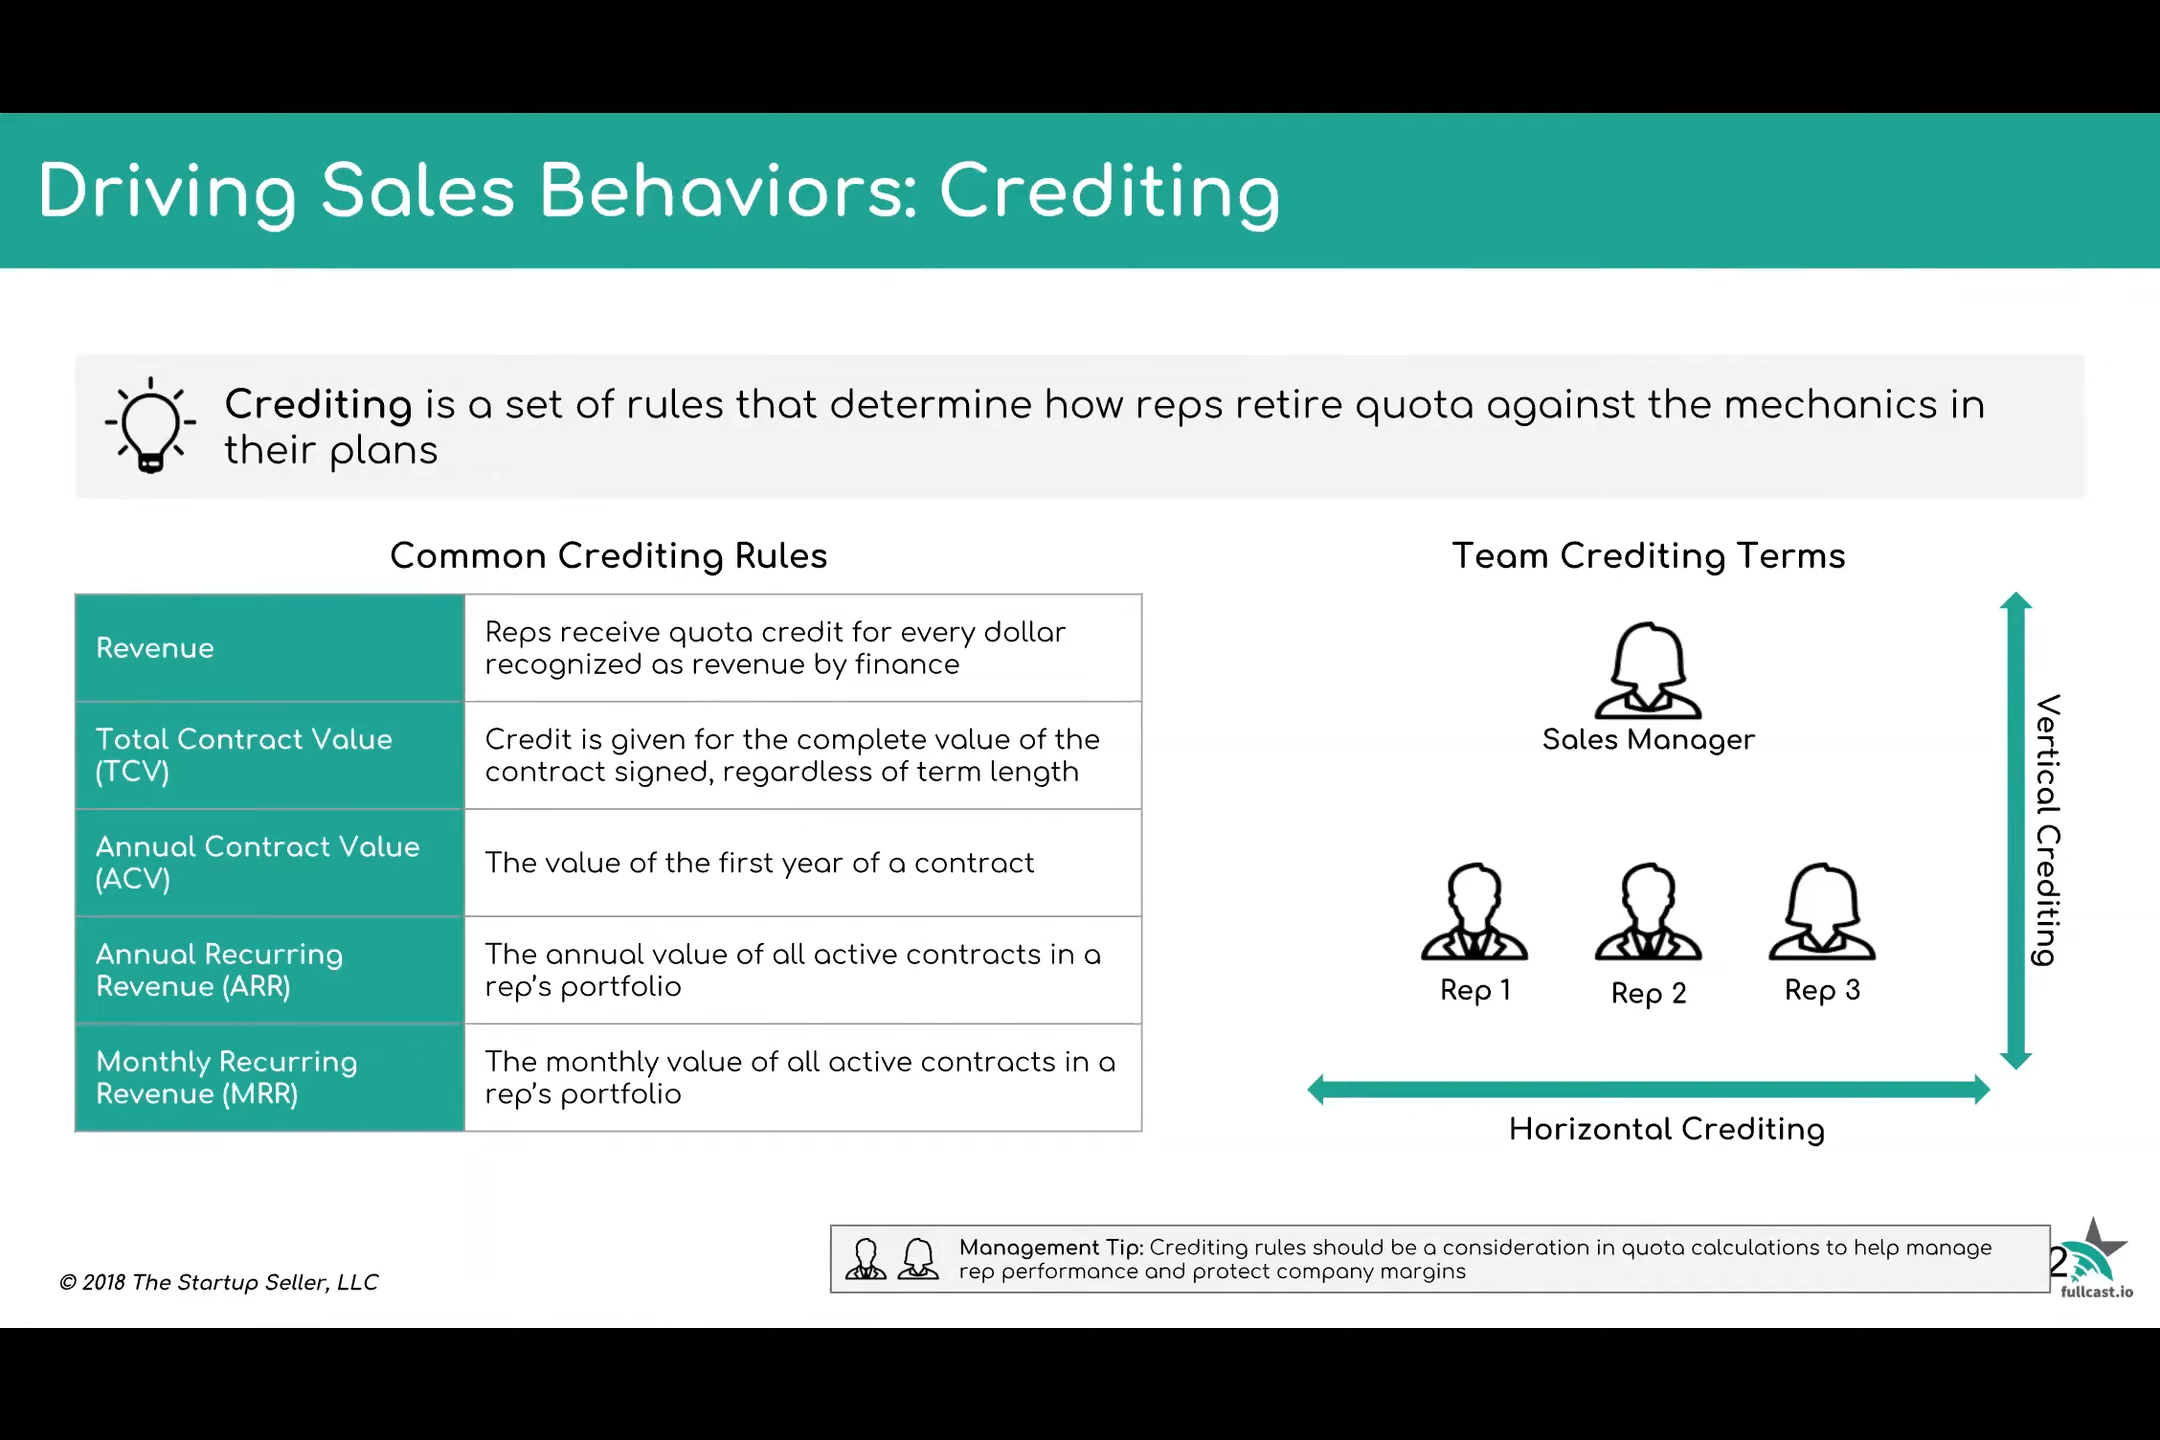 Driving Sales Behaviors: Crediting
Crediting is a set of rules that determine how reps retire quota against the mechanics in
their plans
Common Crediting Rules
Revenue
Reps receive quota credit for every dollar
recognized as revenue by finance
Total Contract Value
(TCV)
Credit is given for the complete value of the
contract signed, regardless of term length
Annual Contract Value
(ACV)
The value of the first year of a contract
Annual Recurring
Revenue (ARR)
The annual value of all active contracts in a
rep's portfolio
Monthly Recurring
Revenue (MRR)
The monthly value of all active contracts in a
rep's portfolio
Team Crediting Terms
Sales Manager
Rep 1
Rep 2
Rep 3
Vertical Crediting
Horizontal Crediting
© 2018 The Startup Seller, LLC
Management Tip: Crediting rules should be a consideration in quota calculations to help manage
rep performance and protect company margins
2
fullcast.io